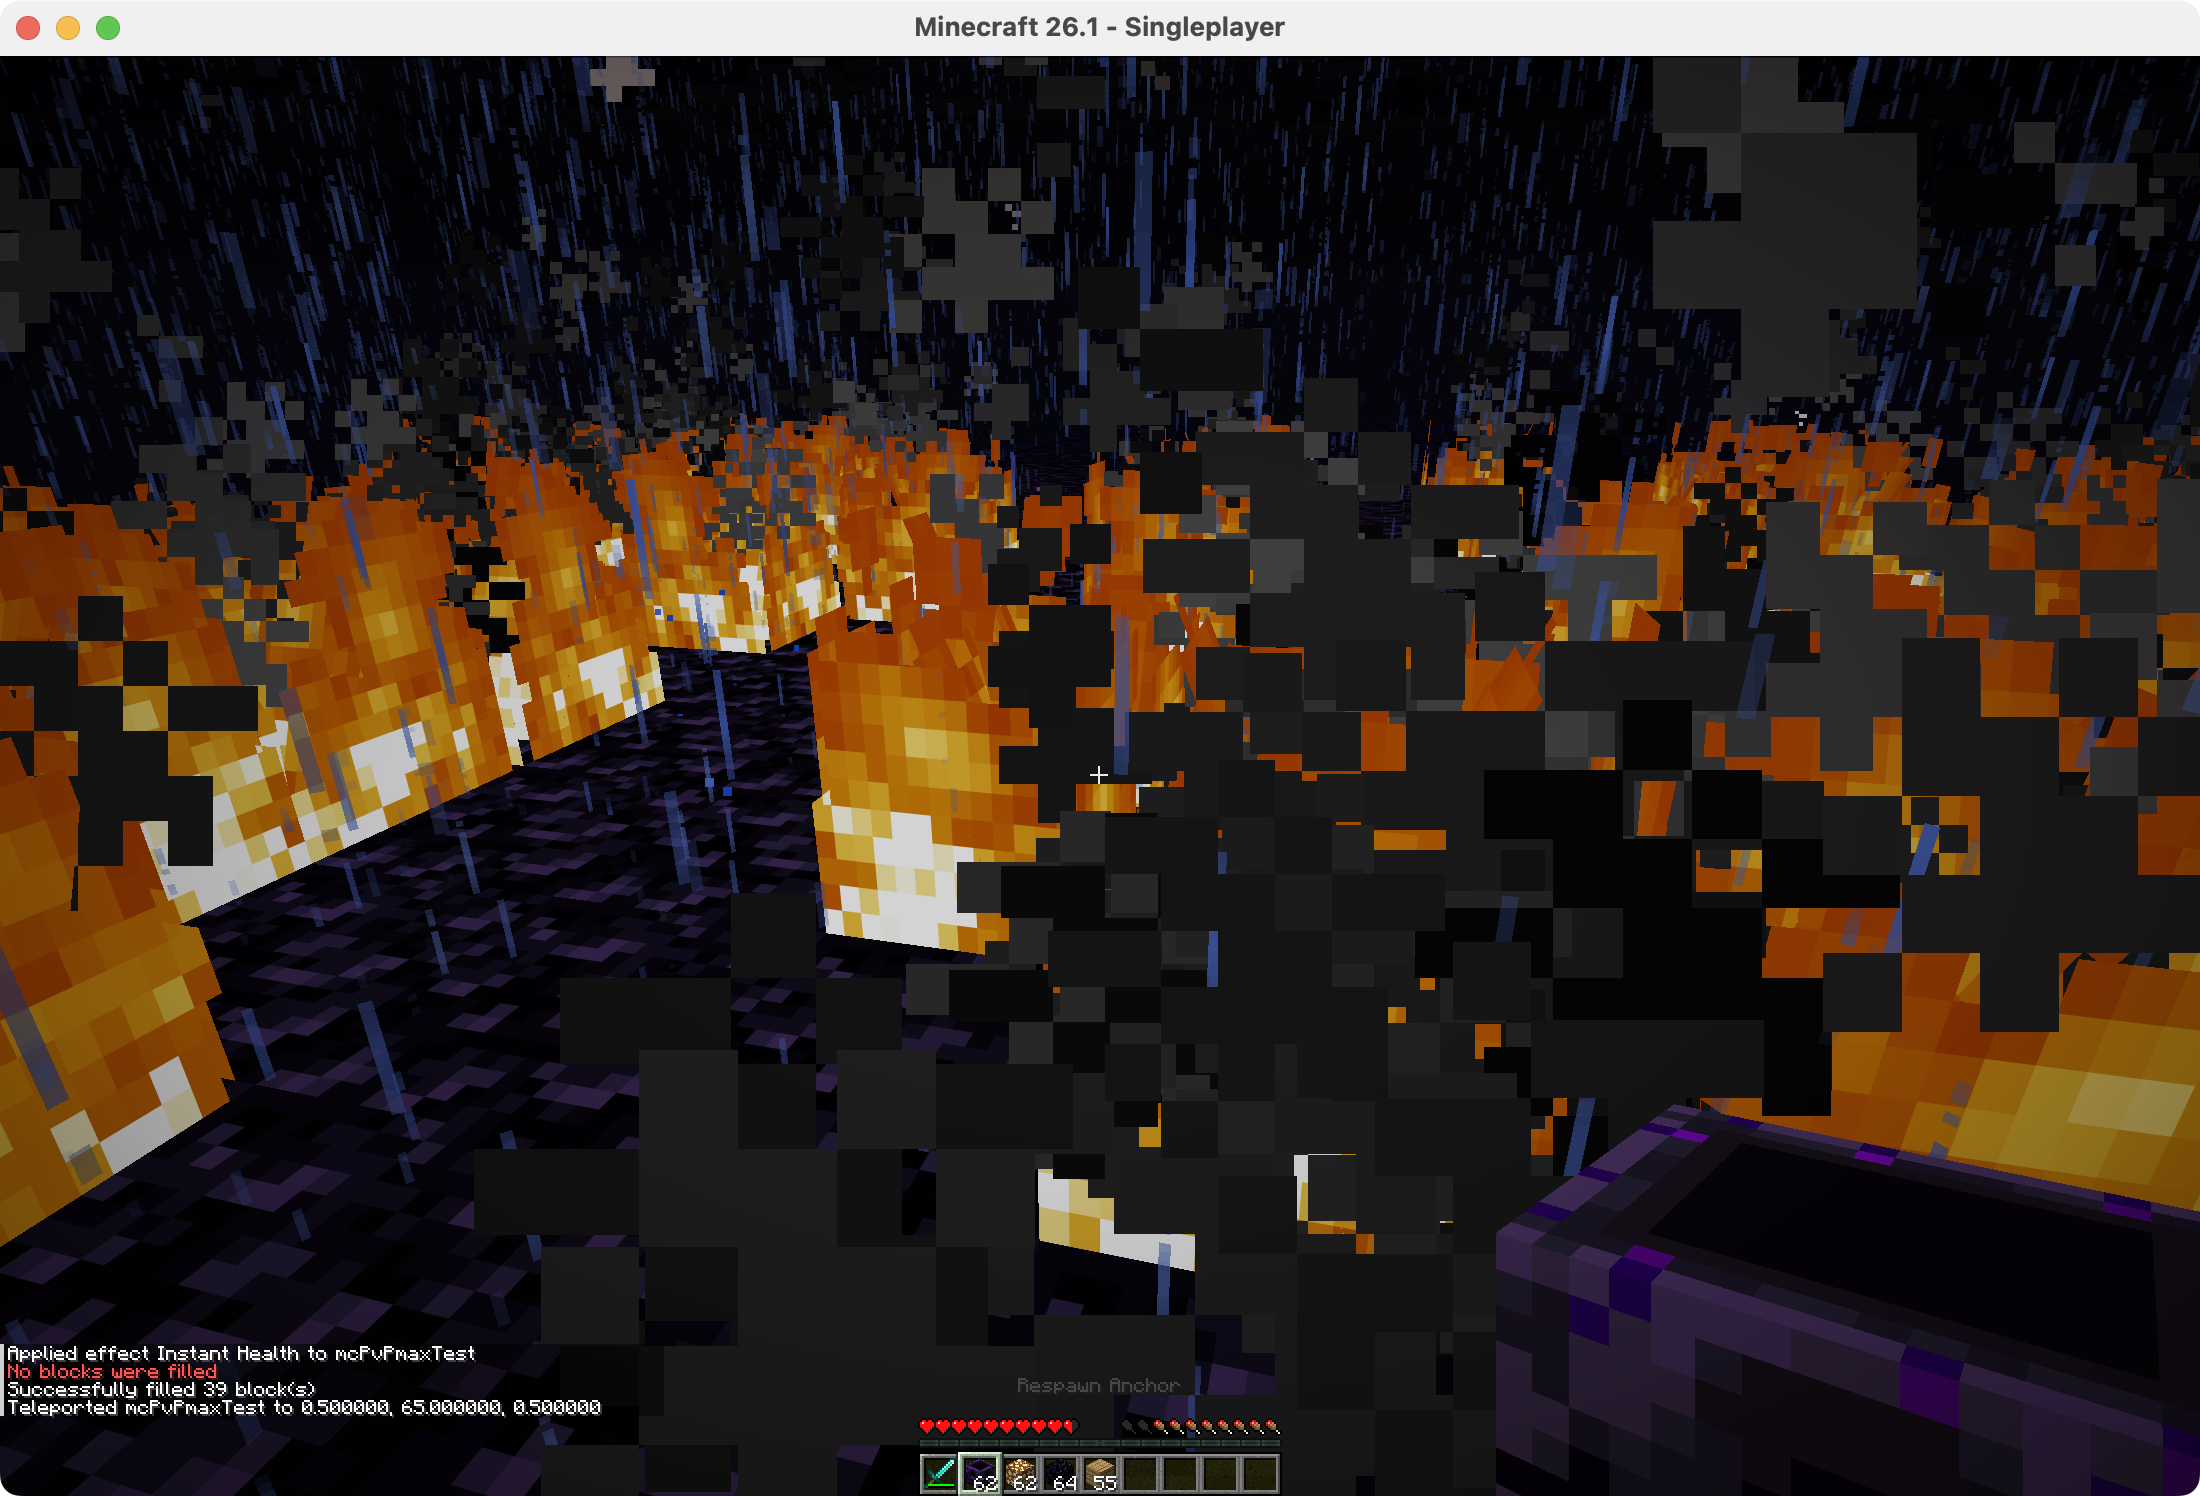 Minecraft 26.1 - Singleplayer
Applied effect Instant Health to mcPvPmaxTest
No blocks were filled
Successfully filled 39 block(s)
Teleported mcPvPmaxTest to 0.500000, 65.000000, 0.500000
Respawn Anchor
62 62 64 55